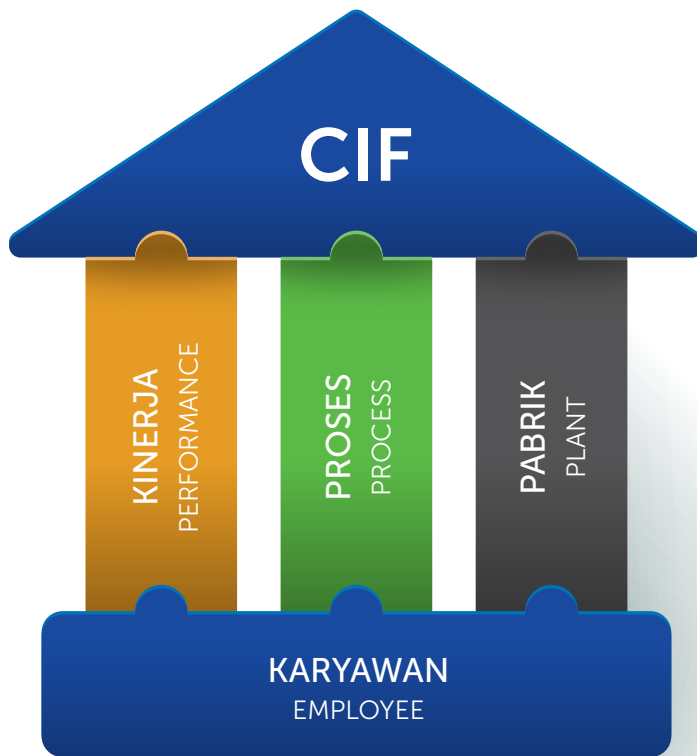 CIF
KINERJA
PERFORMANCE
PROSES
PROCESS
PABRIK
PLANT
KARYAWAN
EMPLOYEE